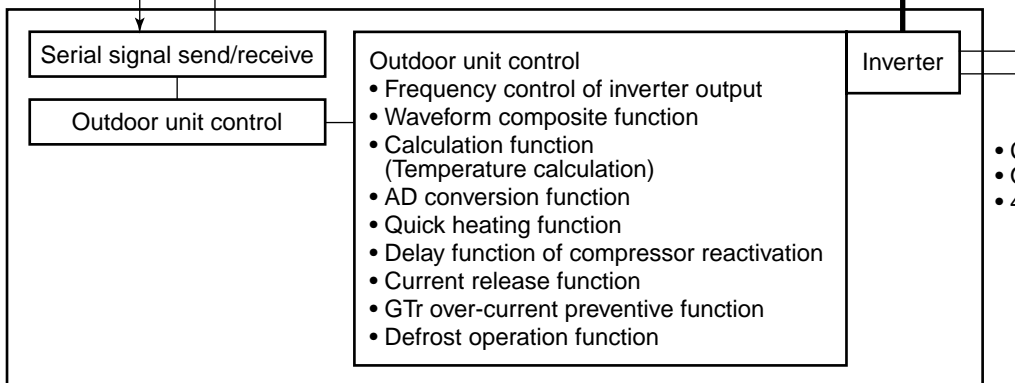 Serial signal send/receive
Outdoor unit control
Outdoor unit control
• Frequency control of inverter output
• Waveform composite function
• Calculation function
(Temperature calculation)
• AD conversion function
• Quick heating function
• Delay function of compressor reactivation
• Current release function
• GTr over-current preventive function
• Defrost operation function
Inverter